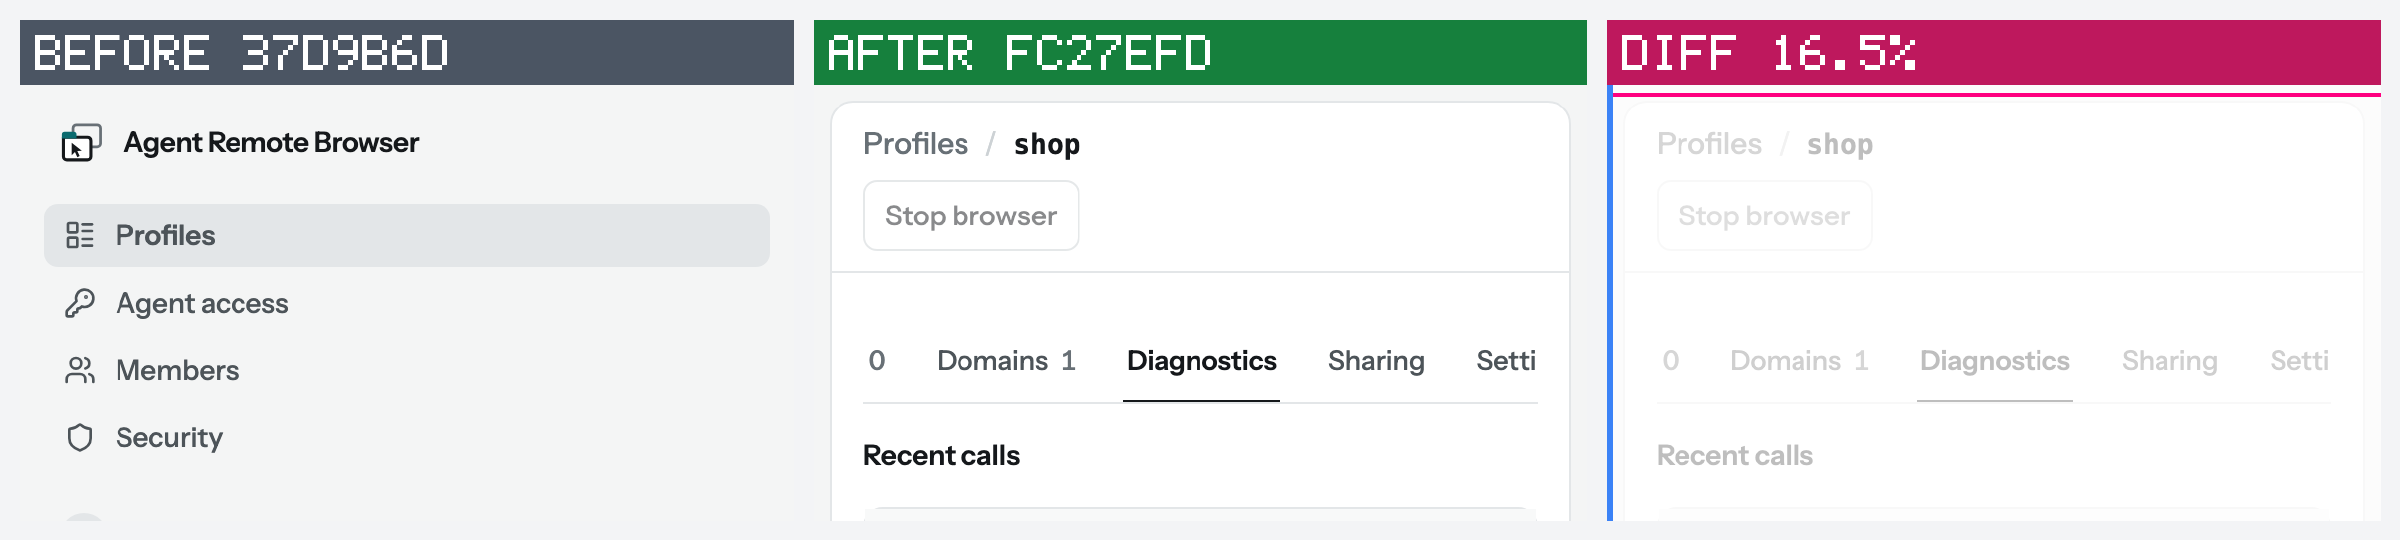 BEFORE 37D9B6D
Agent Remote Browser
Profiles
Agent access
Members
Security
AFTER FC27EFD
Profiles / shop
Stop browser
0 Domains 1 Diagnostics Sharing Setti
Recent calls
DIFF 16.5%
Profiles / shop
Stop browser
0 Domains 1 Diagnostics Sharing Setti
Recent calls